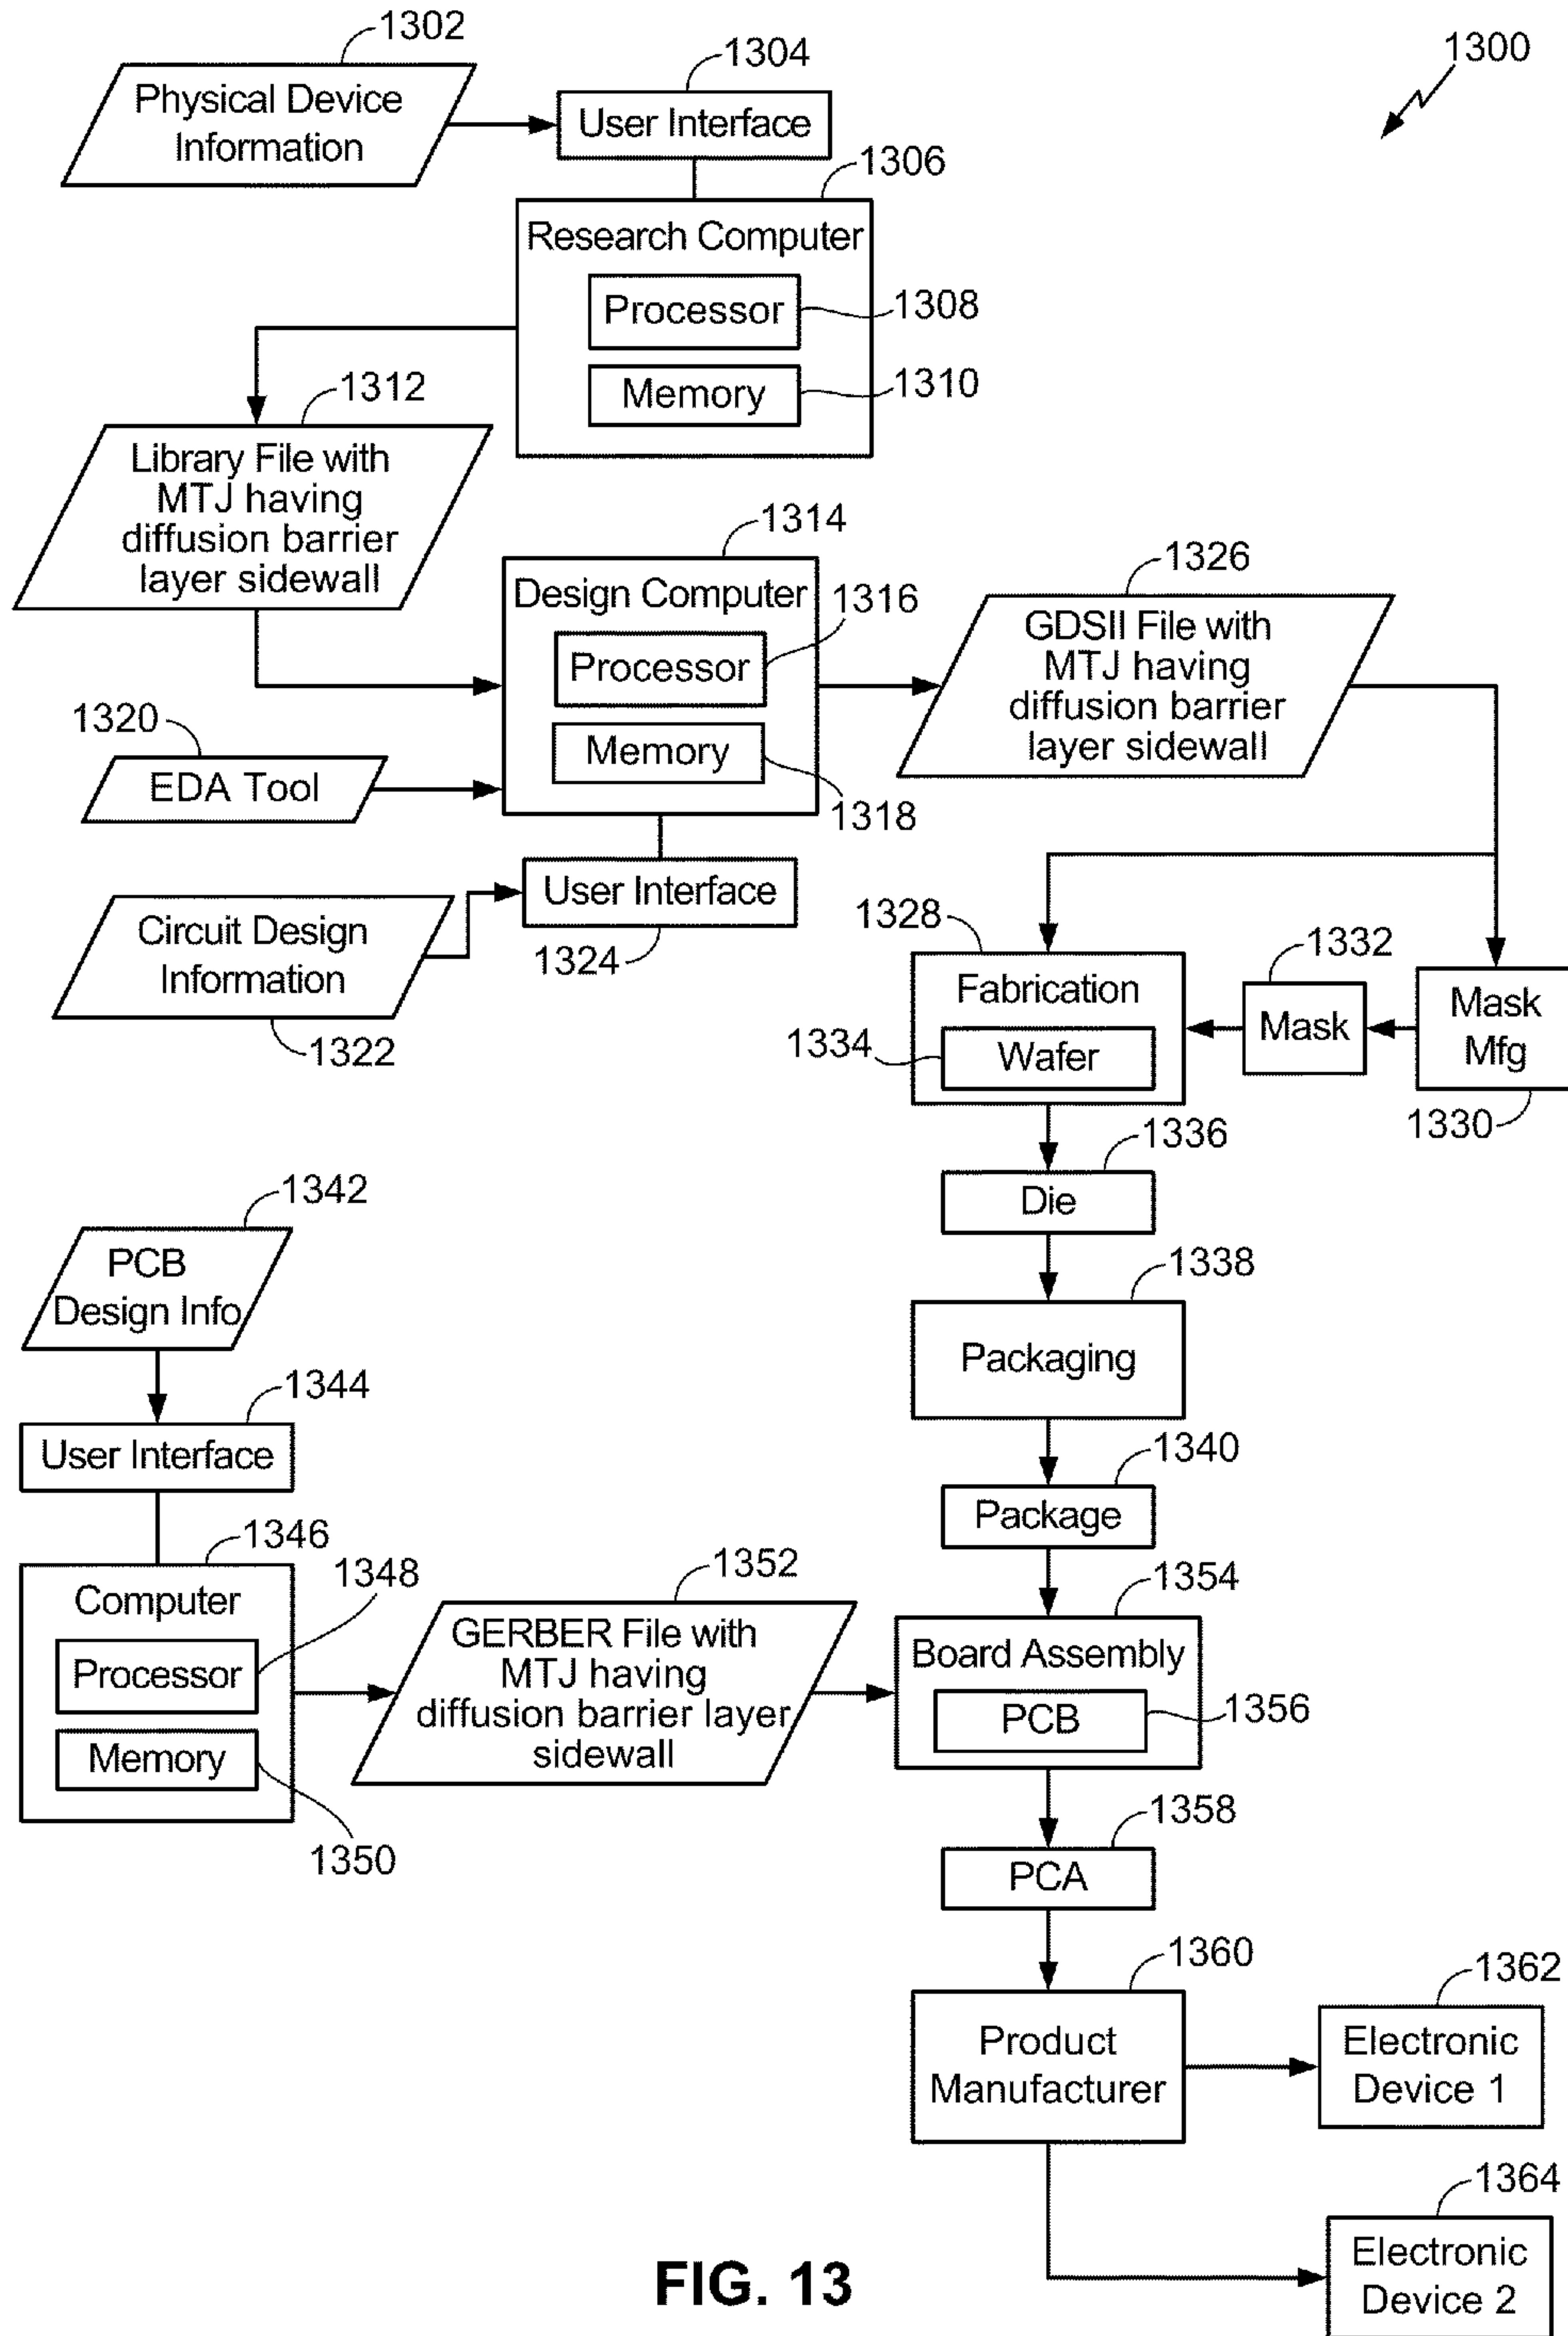 1302
Physical Device
Information
1304
User Interface
1300
1306
Research Computer
Processor
1308
Memory
1310
1312
Library File with
MTJ having
diffusion barrier
layer sidewall
1314
Design Computer
1316
Processor
Memory
1318
1320
EDA Tool
1326
GDSII File with
MTJ having
diffusion barrier
layer sidewall
User Interface
1324
Circuit Design
Information
1322
1328
Fabrication
1334
Wafer
1332
Mask
Mask
Mfg
1330
1336
Die
1338
Packaging
1340
Package
1342
PCB
Design Info
1344
User Interface
1346
Computer
1348
Processor
Memory
1350
1352
GERBER File with
MTJ having
diffusion barrier layer
sidewall
1354
Board Assembly
PCB
1356
1358
PCA
1360
Product
Manufacturer
1362
Electronic
Device 1
1364
Electronic
Device 2
FIG. 13